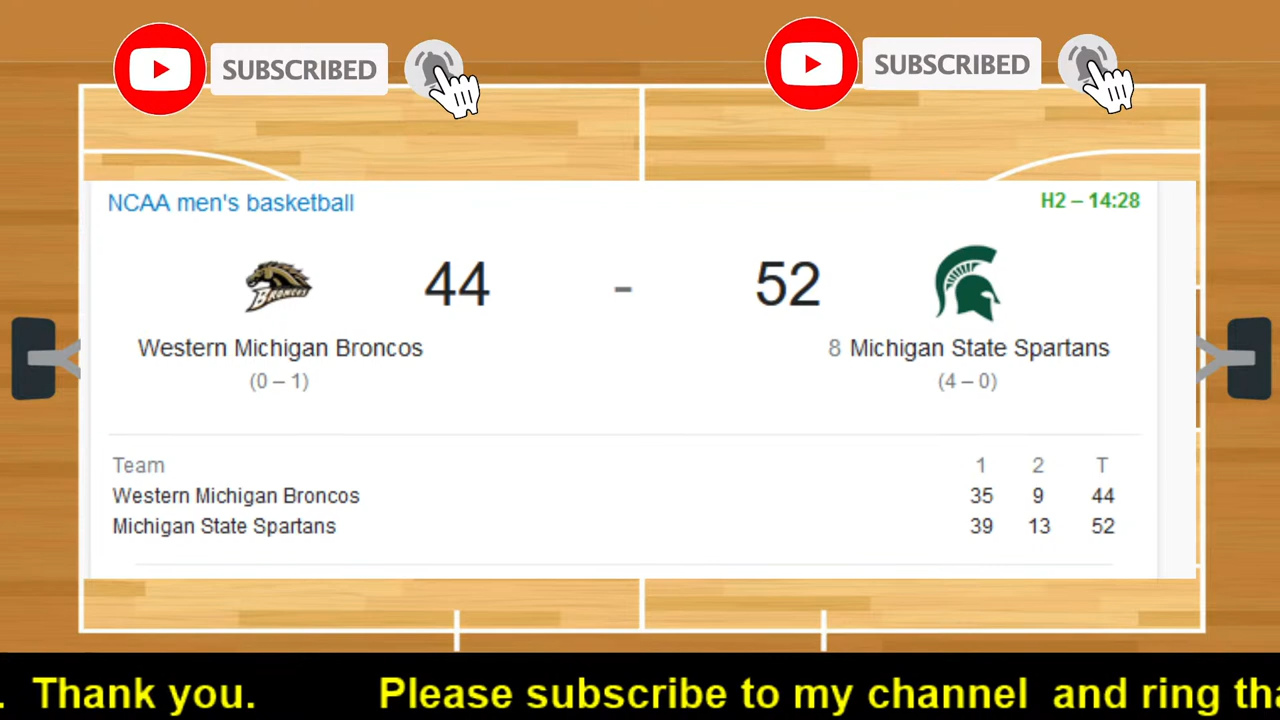 SUBSCRIBED SUBSCRIBED
NCAA men's basketball H2 – 14:28
BRONCOS
44 - 52
Western Michigan Broncos 8 Michigan State Spartans
(0 – 1) (4 – 0)
Team 1 2 T
Western Michigan Broncos 35 9 44
Michigan State Spartans 39 13 52
. Thank you. Please subscribe to my channel and ring tha